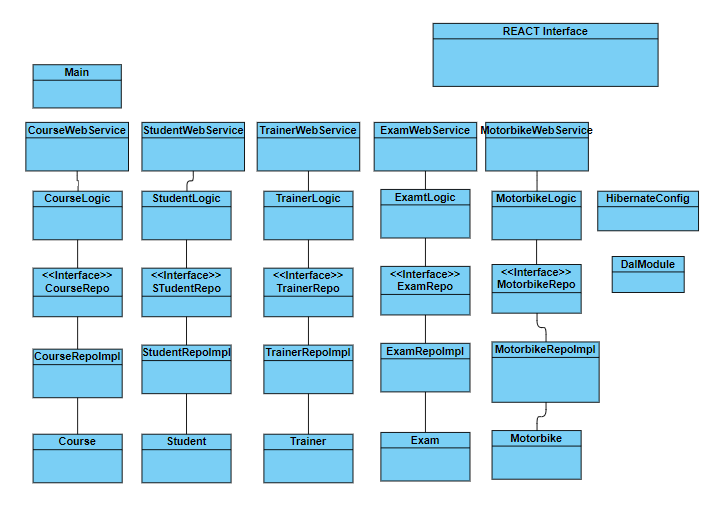 REACT Interface
Main
CourseWebService
StudentWebService
TrainerWebService
ExamWebService
MotorbikeWebService
CourseLogic
StudentLogic
TrainerLogic
ExamtLogic
MotorbikeLogic
HibernateConfig
<<Interface>>
CourseRepo
<<Interface>>
STudentRepo
<<Interface>>
TrainerRepo
<<Interface>>
ExamRepo
<<Interface>>
MotorbikeRepo
DalModule
CourseRepoImpl
StudentRepoImpl
TrainerRepoImpl
ExamRepoImpl
MotorbikeRepoImpl
Course
Student
Trainer
Exam
Motorbike